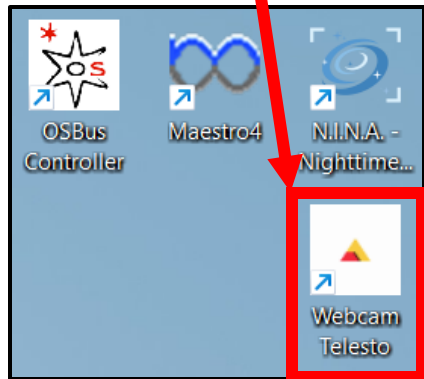 os
OSBus
Controller
Maestro4
N.I.N.A. -
Nighttime...
Webcam
Telesto